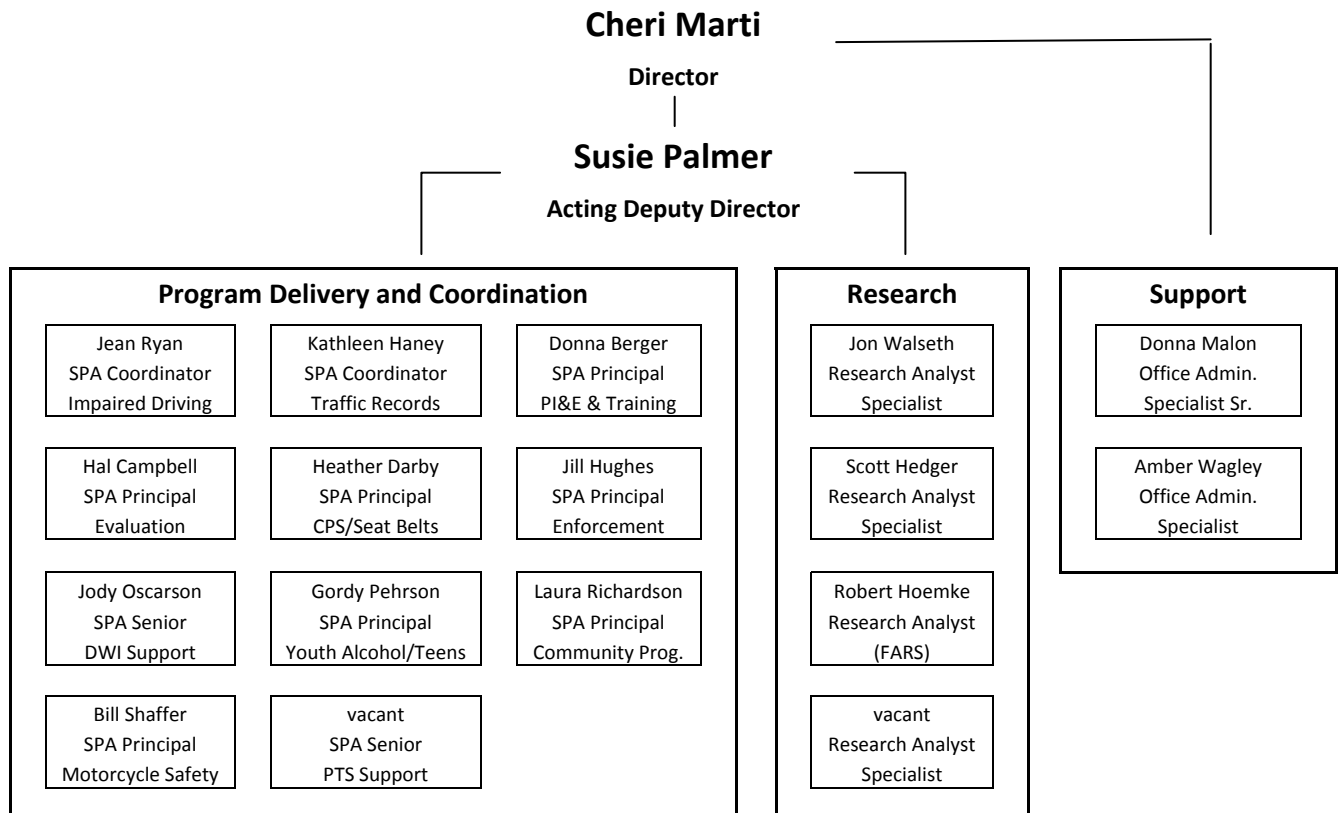 Cheri Marti
Director
Susie Palmer
Acting Deputy Director
Program Delivery and Coordination
Jean Ryan
SPA Coordinator
Impaired Driving
Kathleen Haney
SPA Coordinator
Traffic Records
Donna Berger
SPA Principal
PI&E & Training
Hal Campbell
SPA Principal
Evaluation
Heather Darby
SPA Principal
CPS/Seat Belts
Jill Hughes
SPA Principal
Enforcement
Jody Oscarson
SPA Senior
DWI Support
Gordy Pehrson
SPA Principal
Youth Alcohol/Teens
Laura Richardson
SPA Principal
Community Prog.
Bill Shaffer
SPA Principal
Motorcycle Safety
vacant
SPA Senior
PTS Support
Research
Jon Walseth
Research Analyst
Specialist
Scott Hedger
Research Analyst
Specialist
Robert Hoemke
Research Analyst
(FARS)
vacant
Research Analyst
Specialist
Support
Donna Malon
Office Admin.
Specialist Sr.
Amber Wagley
Office Admin.
Specialist